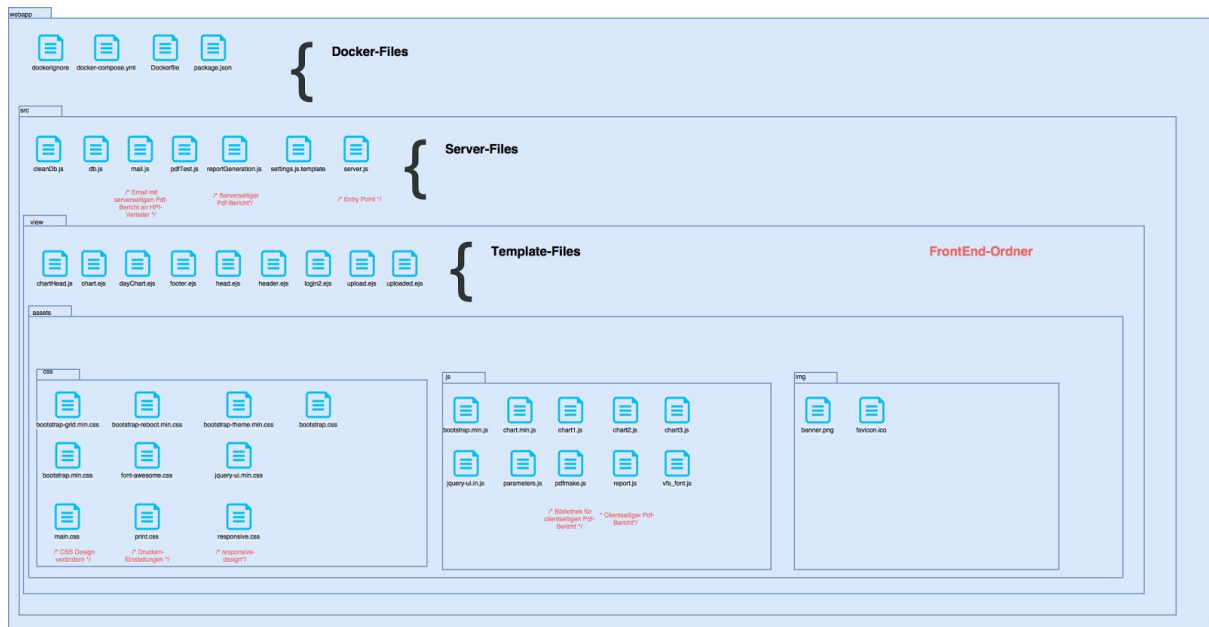 webapp
dockerignore docker-compose.yml Dockerfile package.json
Docker-Files
src
cleanDb.js db.js mail.js pdfTest.js reportGeneration.js settings.js.template server.js
Server-Files
/* Email mit
serverseitigen Pdf-
Bericht an HPI-
Verteiler */
/* Serverseitiger
Pdf-Bericht*/
/* Entry Point */
view
Template-Files
FrontEnd-Ordner
chartHead.js chart.ejs dayChart.ejs footer.ejs head.ejs header.ejs login2.ejs upload.ejs uploaded.ejs
assets
css
bootstrap-grid.min.css bootstrap-reboot.min.css bootstrap-theme.min.css bootstrap.css
bootstrap.min.css font-awesome.css jquery-ui.min.css
main.css print.css responsive.css
/* CSS Design
verändern */
/* Drucken-
Einstellungen */
/* responsive-
design*/
js
bootstrap.min.js chart.min.js chart1.js chart2.js chart3.js
jquery-ui.in.js parameters.js pdfmake.js report.js vfs_font.js
/* Bibliothek für
clientseitigen Pdf-
Bericht */
* Clientseitiger Pdf-
Bericht*/
img
banner.png favicon.ico